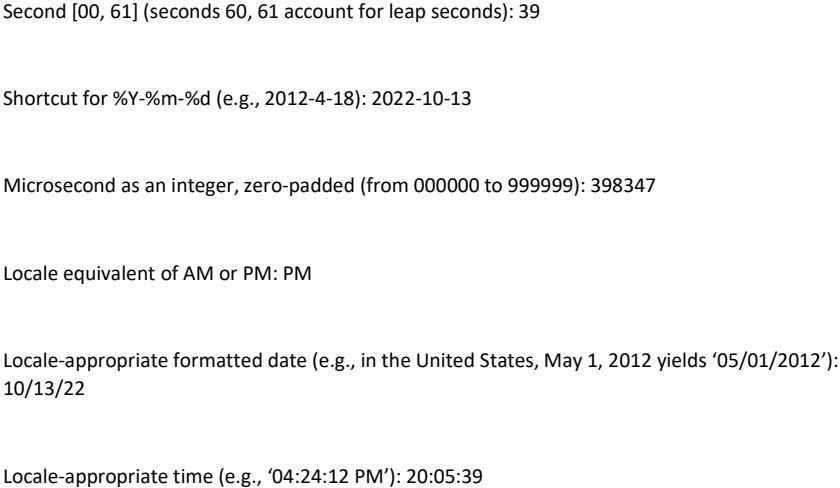 Second [00, 61] (seconds 60, 61 account for leap seconds): 39
Shortcut for %Y-%m-%d (e.g., 2012-4-18): 2022-10-13
Microsecond as an integer, zero-padded (from 000000 to 999999): 398347
Locale equivalent of AM or PM: PM
Locale-appropriate formatted date (e.g., in the United States, May 1, 2012 yields ‘05/01/2012’):
10/13/22
Locale-appropriate time (e.g., ‘04:24:12 PM’): 20:05:39